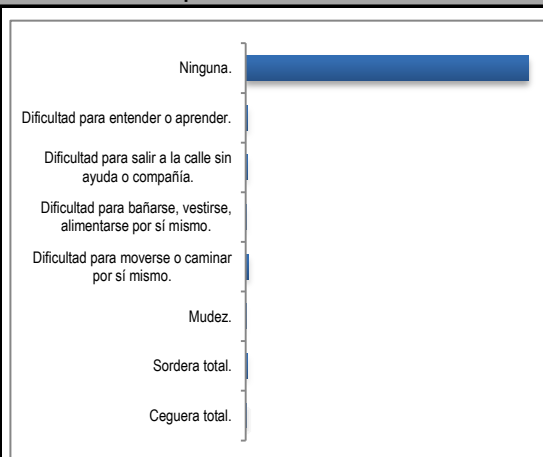 Ninguna.
Dificultad para entender o aprender.
Dificultad para salir a la calle sin
ayuda o compañía.
Dificultad para bañarse, vestirse,
alimentarse por sí mismo.
Dificultad para moverse o caminar
por sí mismo.
Mudez.
Sordera total.
Ceguera total.